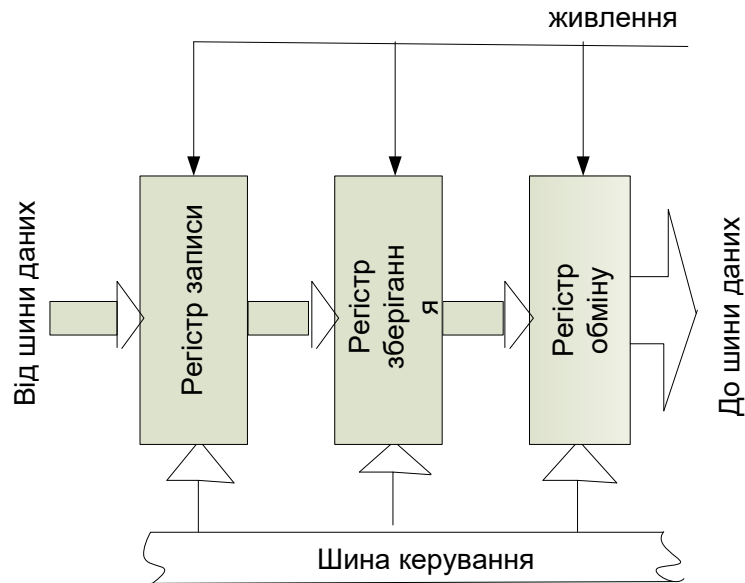 живлення
Від шини даних
Регістр записи
Регістр
зберіганн
я
Регістр
обміну
До шини даних
Шина керування